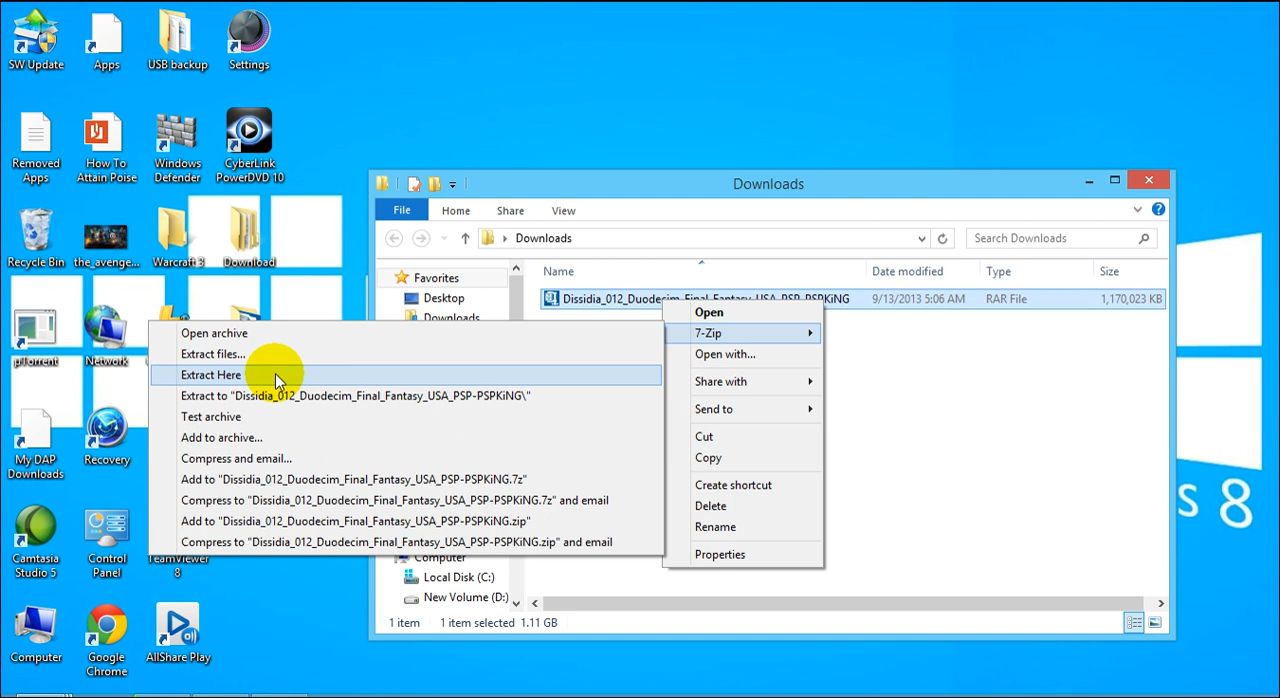 SW Update
Apps
USB backup
Settings
Removed Apps
How To Attain Poise
Windows Defender
CyberLink PowerDVD 10
Recycle Bin
the_avenge...
Warcraft 3
Download
µTorrent
Network
My DAP Downloads
Recovery
Camtasia Studio 5
Control Panel
TeamViewer 8
Computer
Google Chrome
AllShare Play
Downloads
File Home Share View
Downloads
Search Downloads
Name Date modified Type Size
Favorites
Desktop
Downloads
Dissidia_012_Duodecim_Final_Fantasy_USA_PSP-PSPKiNG 9/13/2013 5:06 AM RAR File 1,170,023 KB
Open
7-Zip
Open with...
Share with
Send to
Cut
Copy
Create shortcut
Delete
Rename
Properties
Open archive
Extract files...
Extract Here
Extract to "Dissidia_012_Duodecim_Final_Fantasy_USA_PSP-PSPKiNG\"
Test archive
Add to archive...
Compress and email...
Add to "Dissidia_012_Duodecim_Final_Fantasy_USA_PSP-PSPKiNG.7z"
Compress to "Dissidia_012_Duodecim_Final_Fantasy_USA_PSP-PSPKiNG.7z" and email
Add to "Dissidia_012_Duodecim_Final_Fantasy_USA_PSP-PSPKiNG.zip"
Compress to "Dissidia_012_Duodecim_Final_Fantasy_USA_PSP-PSPKiNG.zip" and email
Computer
Local Disk (C:)
New Volume (D:)
1 item 1 item selected 1.11 GB
s 8